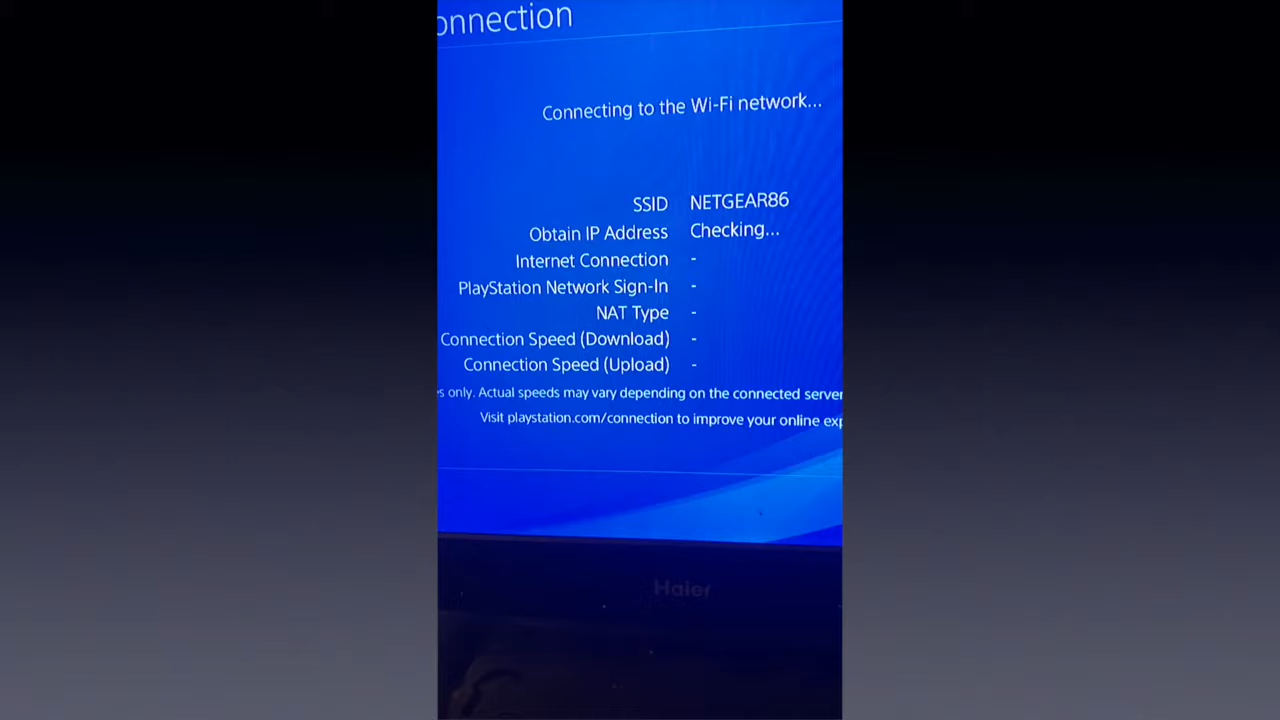 onnection
Connecting to the Wi-Fi network...
SSID NETGEAR86
Obtain IP Address Checking...
Internet Connection -
PlayStation Network Sign-In -
NAT Type -
Connection Speed (Download) -
Connection Speed (Upload) -
s only. Actual speeds may vary depending on the connected server
Visit playstation.com/connection to improve your online exp
Haier